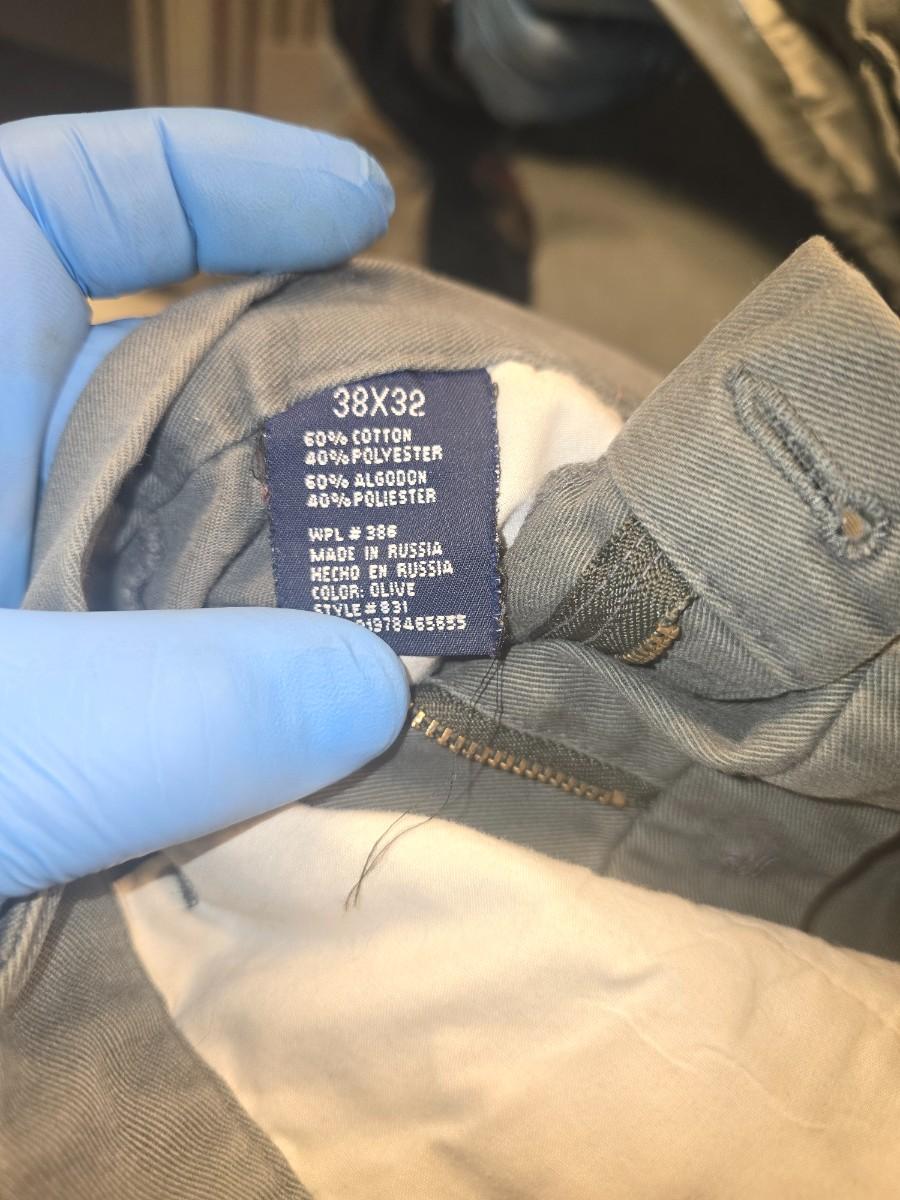 38X32
60% COTTON
40% POLYESTER
60% ALGODON
40% POLIESTER
WPL # 386
MADE IN RUSSIA
HECHO EN RUSSIA
COLOR: OLIVE
STYLE # 831
1978465655